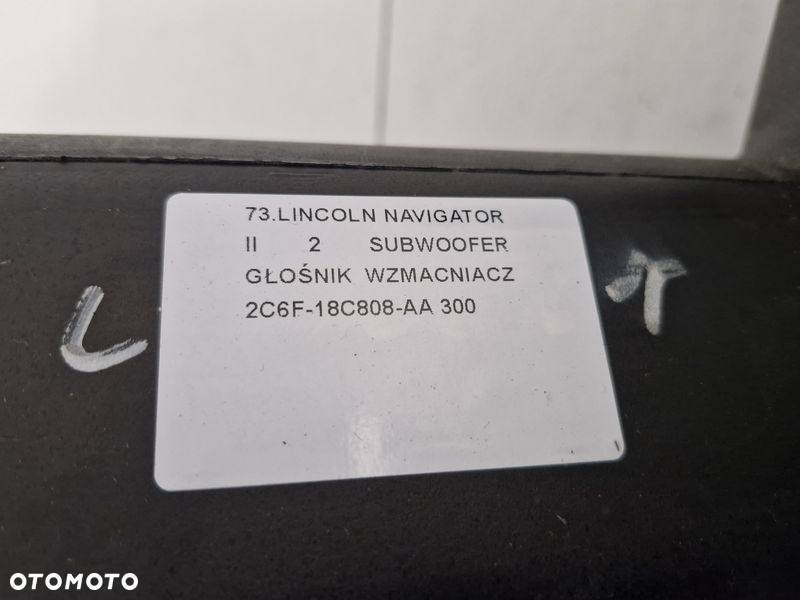 73.LINCOLN NAVIGATOR
II 2 SUBWOOFER
GŁOŚNIK WZMACNIACZ
2C6F-18C808-AA 300
L T
OTOMOTO